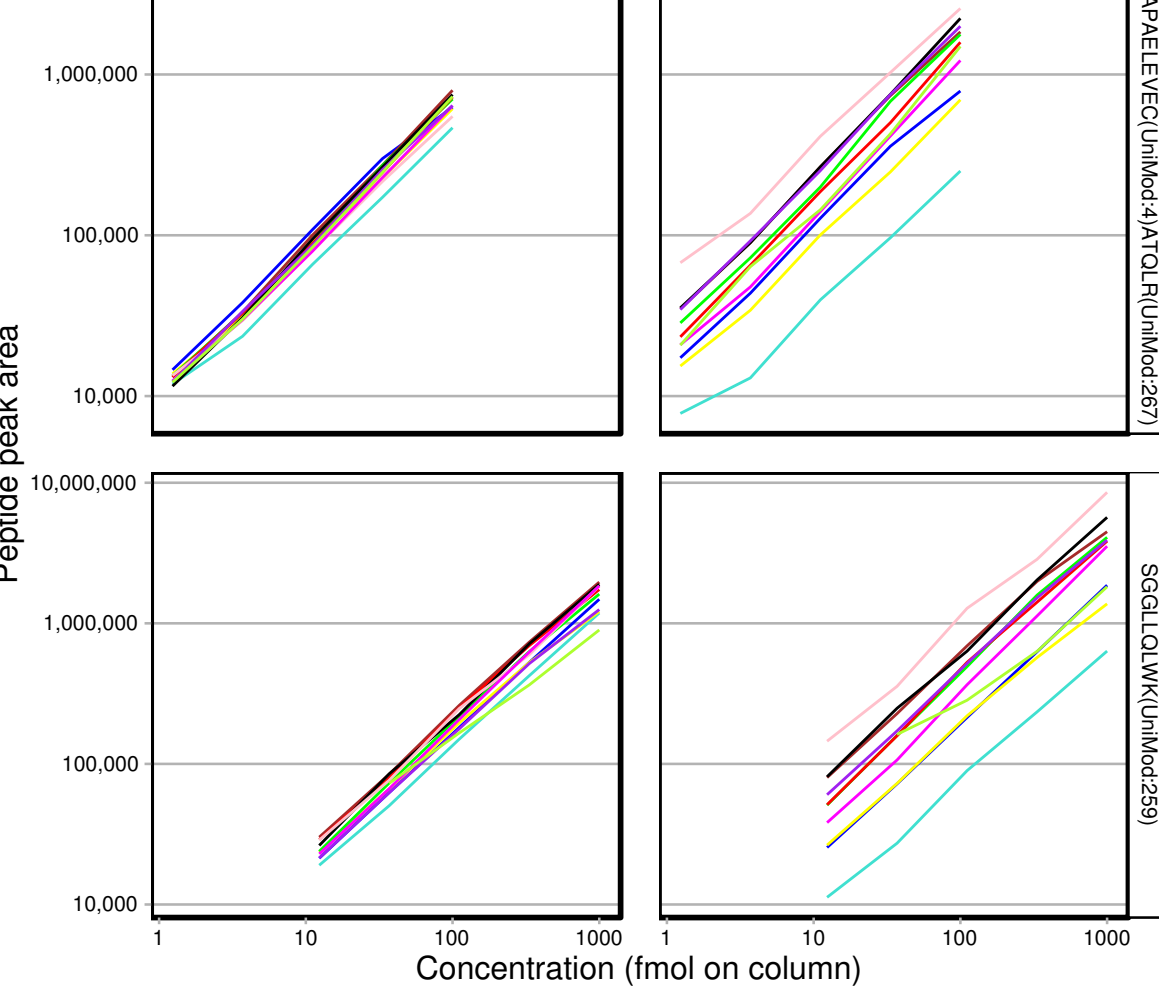 1,000,000
100,000
10,000
APAELEVEC(UniMod:4)ATQLR(UniMod:267)
Peptide peak area
10,000,000
1,000,000
100,000
10,000
SGGLLQLWK(UniMod:259)
1 10 100 1000 1 10 100 1000
Concentration (fmol on column)